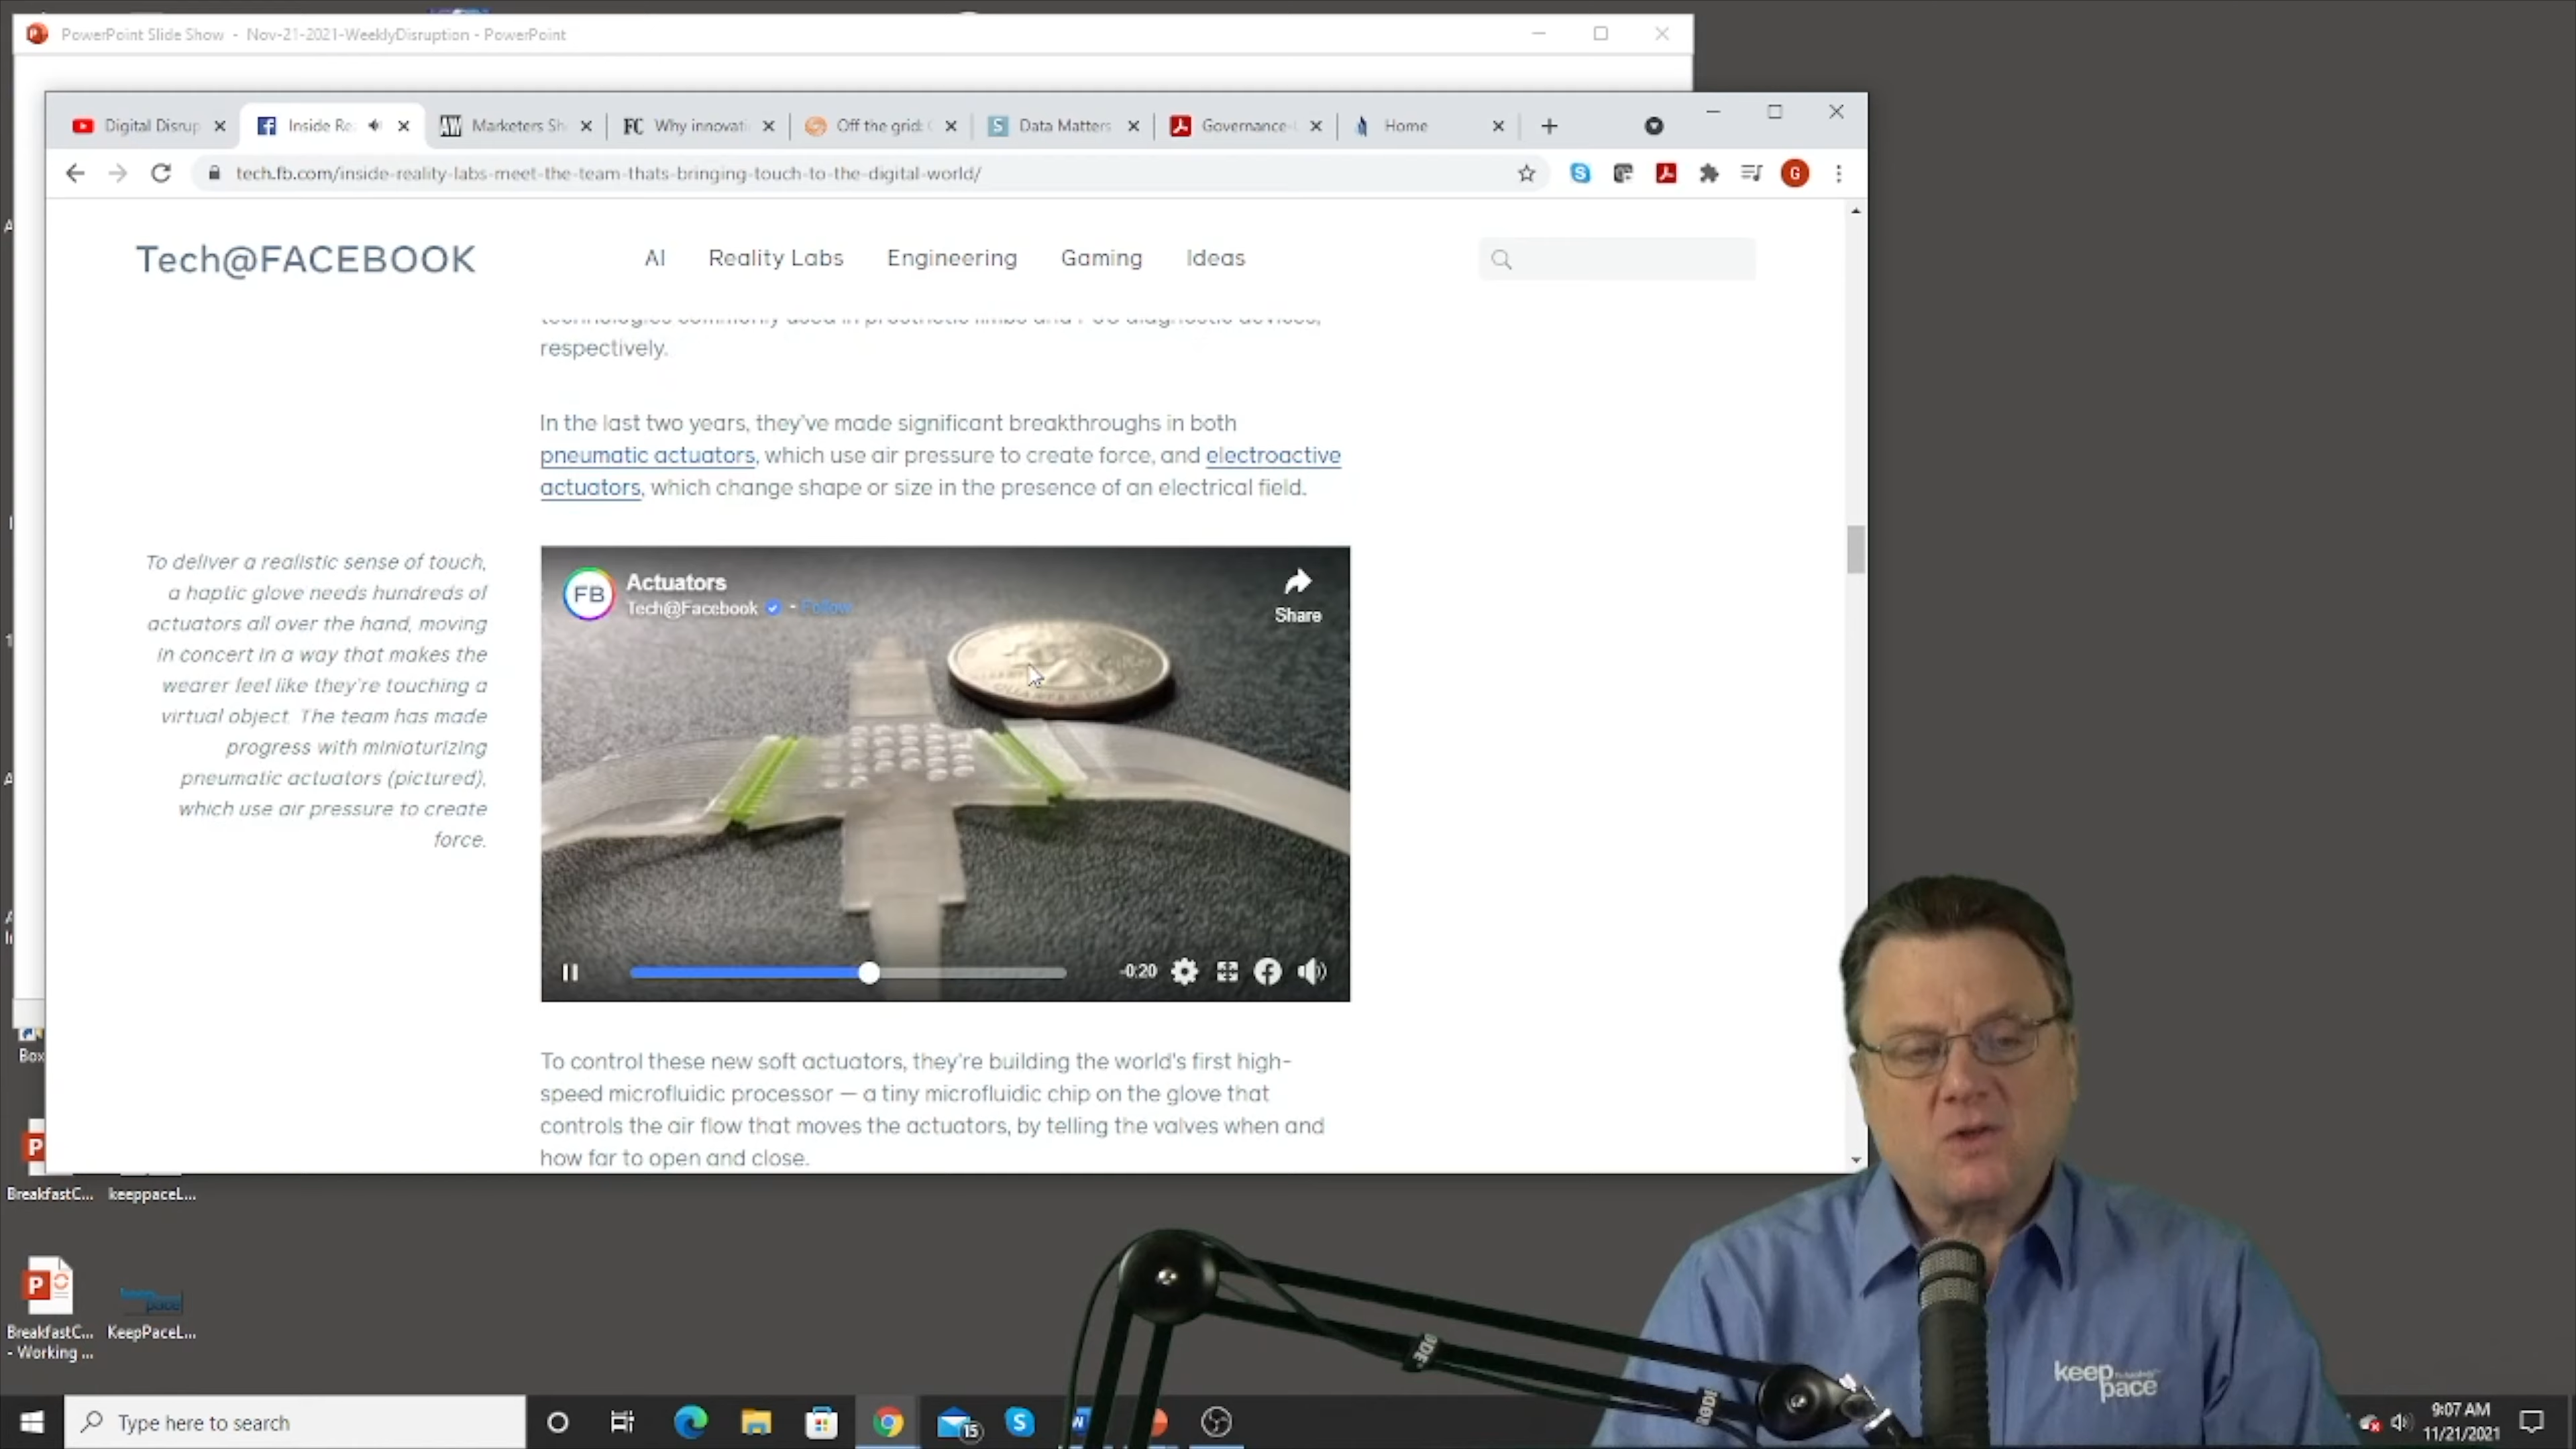 PowerPoint Slide Show - Nov-21-2021-WeeklyDisruption - PowerPoint
Digital Disrup
Inside Re
Marketers Sh
FC Why innovati
Off the grid: (
S Data Matters
Governance-
Home
tech.fb.com/inside-reality-labs-meet-the-team-thats-bringing-touch-to-the-digital-world/
G
Tech@FACEBOOK
AI Reality Labs Engineering Gaming Ideas
respectively.
In the last two years, they've made significant breakthroughs in both
pneumatic actuators, which use air pressure to create force, and electroactive
actuators, which change shape or size in the presence of an electrical field.
To deliver a realistic sense of touch,
a haptic glove needs hundreds of
actuators all over the hand, moving
in concert in a way that makes the
wearer feel like they're touching a
virtual object. The team has made
progress with miniaturizing
pneumatic actuators (pictured),
which use air pressure to create
force.
FB
Actuators
Tech@Facebook - Follow
Share
-0:20
To control these new soft actuators, they're building the world's first high-
speed microfluidic processor — a tiny microfluidic chip on the glove that
controls the air flow that moves the actuators, by telling the valves when and
how far to open and close.
Box
BreakfastC... keeppaceL...
BreakfastC...
- Working ...
KeepPaceL...
RØDE
keep
pace
Type here to search
15
9:07 AM
11/21/2021